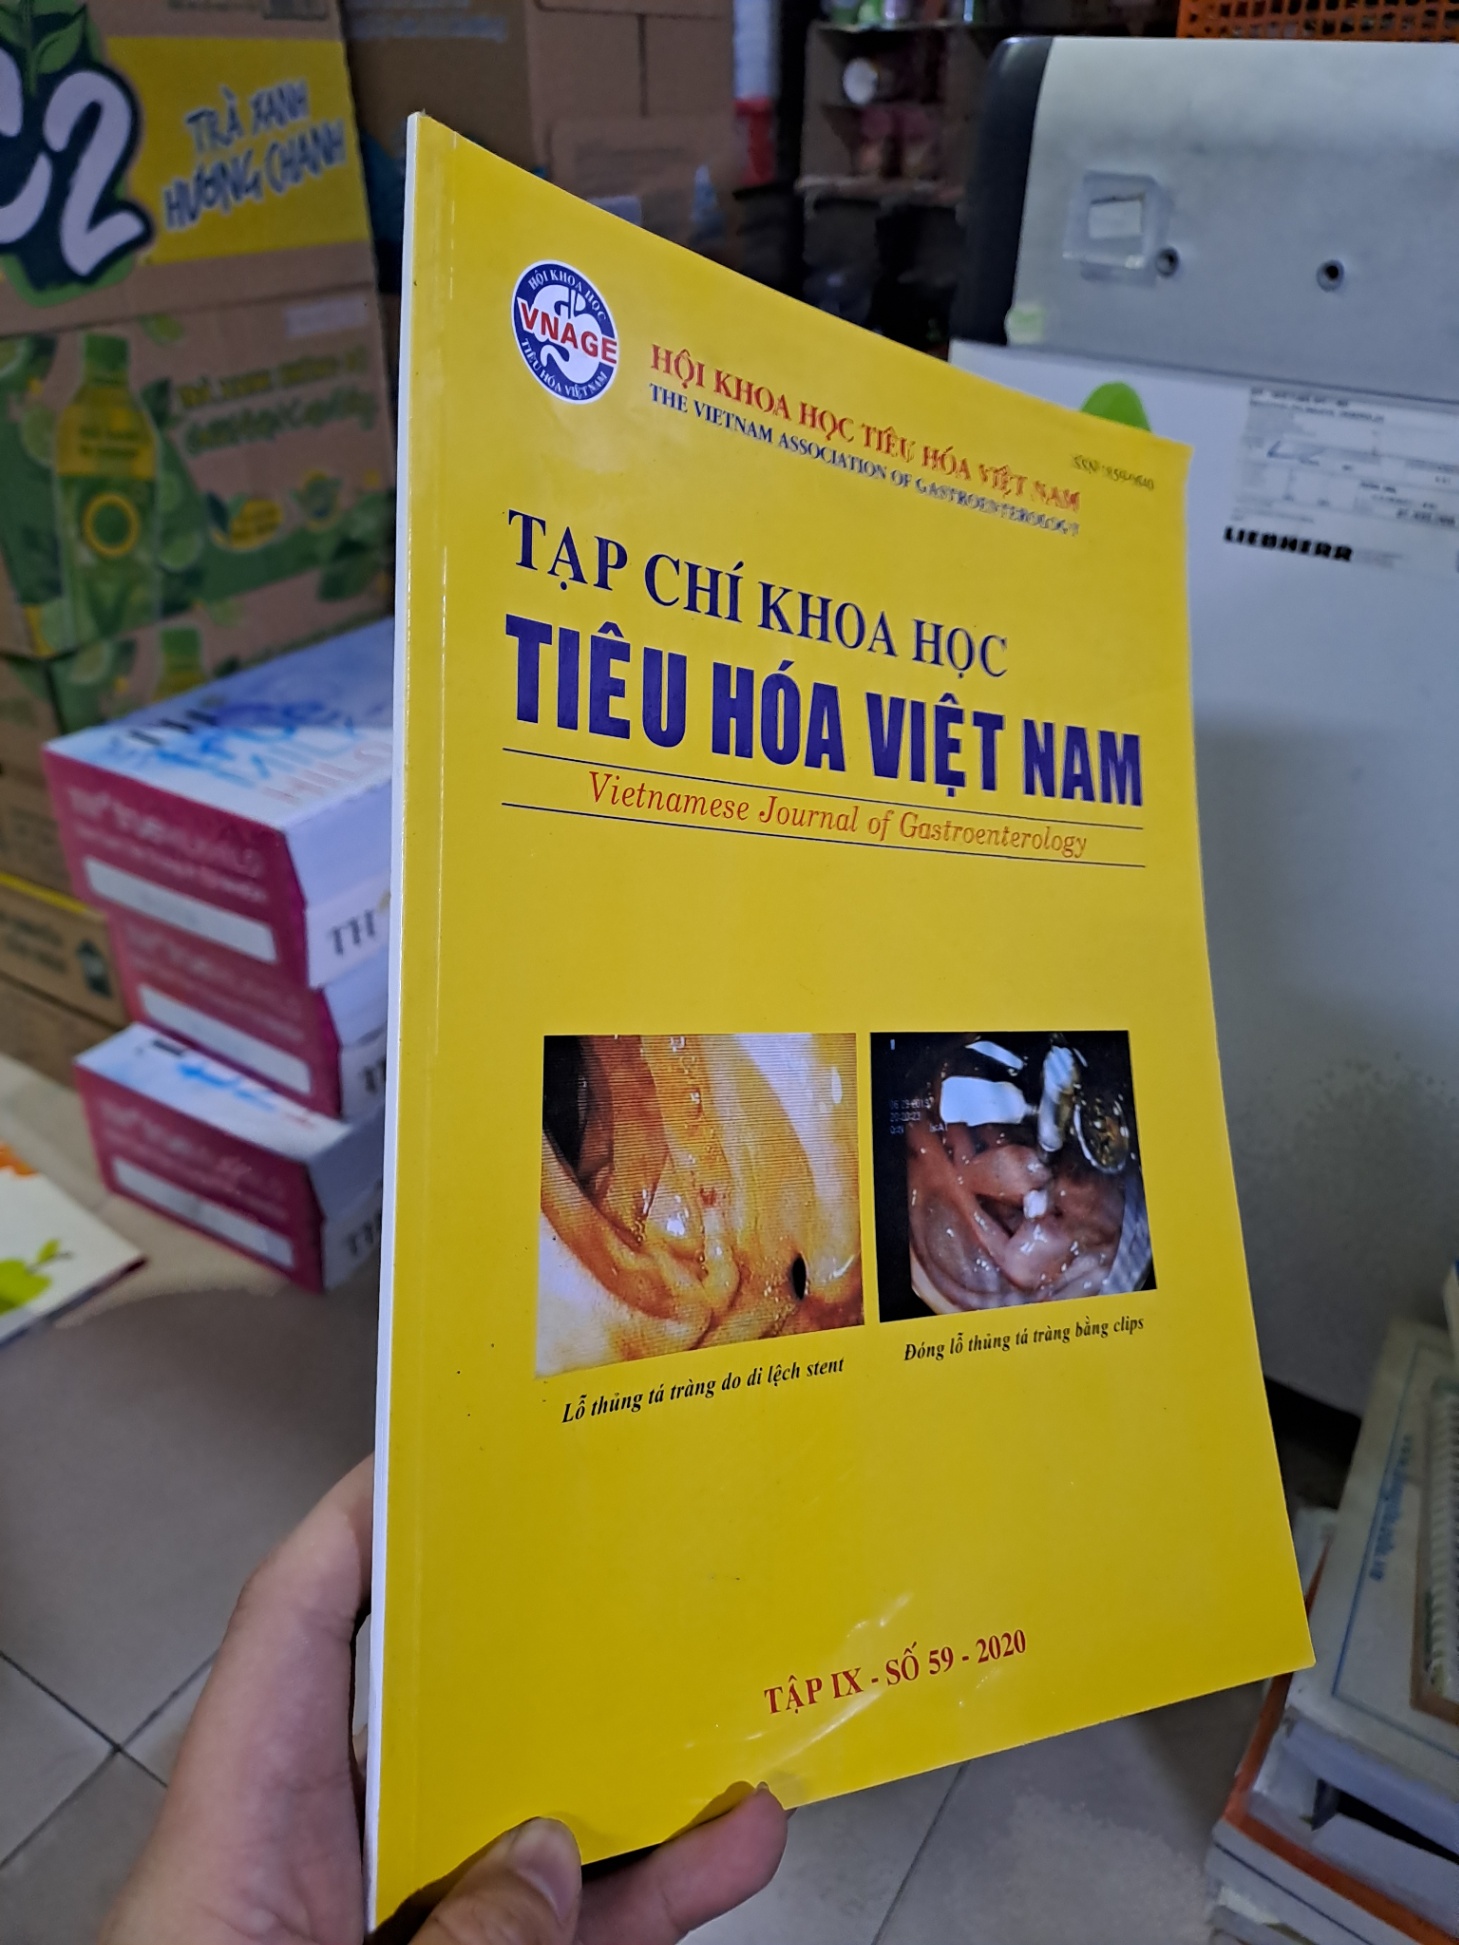 C2
TRÀ XANH
HƯƠNG CHANH
HỘI KHOA HỌC
VNAGE
TIÊU HÓA VIỆT NAM
HỘI KHOA HỌC TIÊU HÓA VIỆT NAM
THE VIETNAM ASSOCIATION OF GASTROENTEROLOGY
TẠP CHÍ KHOA HỌC
TIÊU HÓA VIỆT NAM
Vietnamese Journal of Gastroenterology
Lỗ thủng tá tràng do di lệch stent
Đóng lỗ thủng tá tràng bằng clips
TẬP IX - SỐ 59 - 2020
LIEBHERR
TH